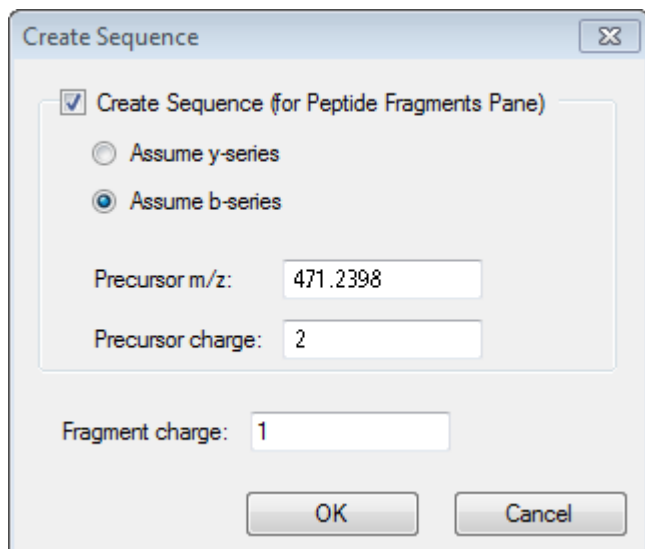 Create Sequence
Create Sequence (for Peptide Fragments Pane)
Assume y-series
Assume b-series
Precursor m/z: 471.2398
Precursor charge: 2
Fragment charge: 1
OK Cancel